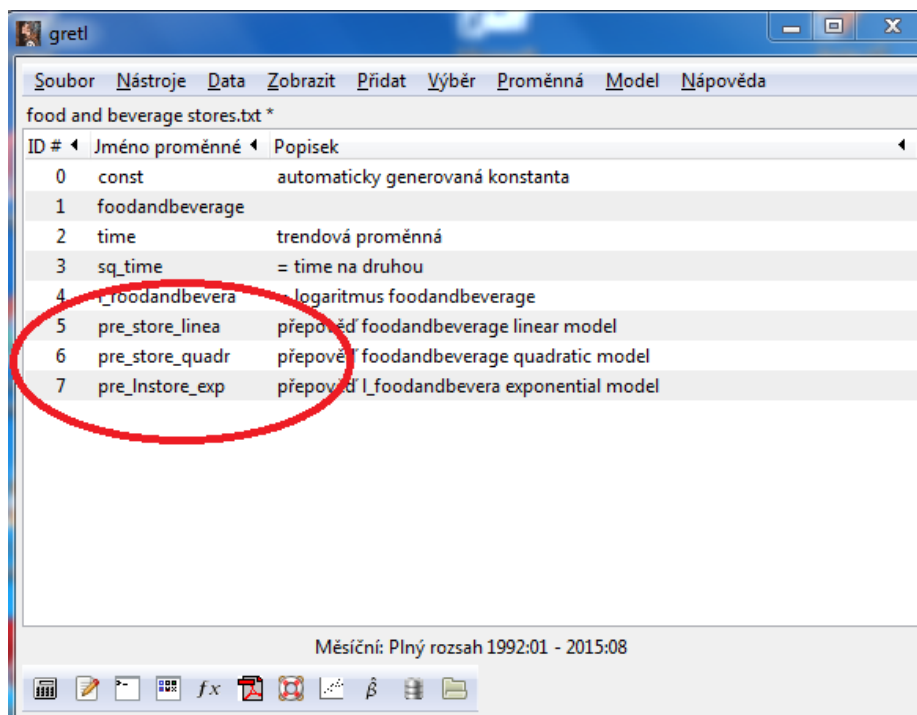 gretl
Soubor Nástroje Data Zobrazit Přidat Výběr Proměnná Model Nápověda
food and beverage stores.txt *
ID # Jméno proměnné Popisek
0 const automaticky generovaná konstanta
1 foodandbeverage
2 time trendová proměnná
3 sq_time = time na druhou
4 l_foodandbevera = logaritmus foodandbeverage
5 pre_store_linea přepověď foodandbeverage linear model
6 pre_store_quadr přepověď foodandbeverage quadratic model
7 pre_lnstore_exp přepověď l_foodandbevera exponential model
Měsíční: Plný rozsah 1992:01 - 2015:08
fx β̂